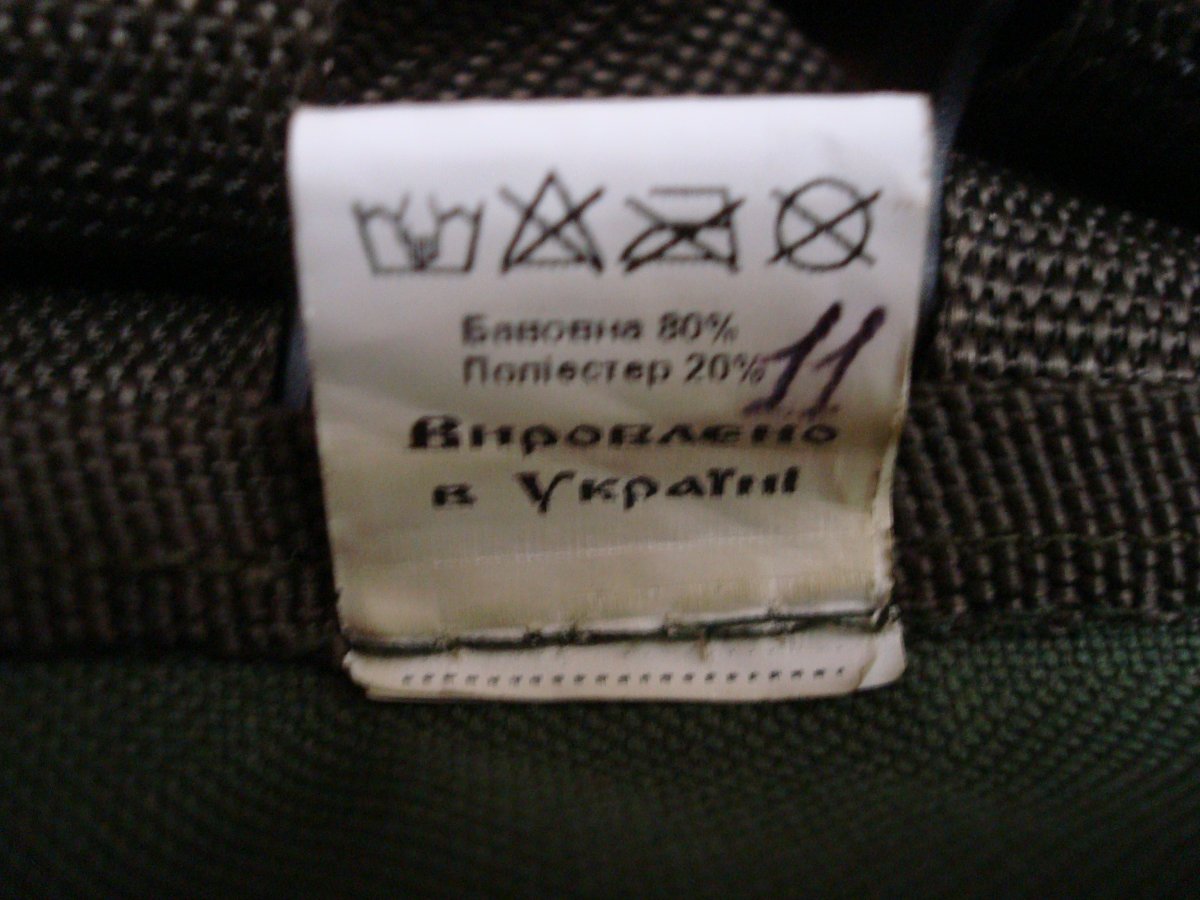 Бавовна 80%
Поліестер 20%
11
Вироблено
в Україні